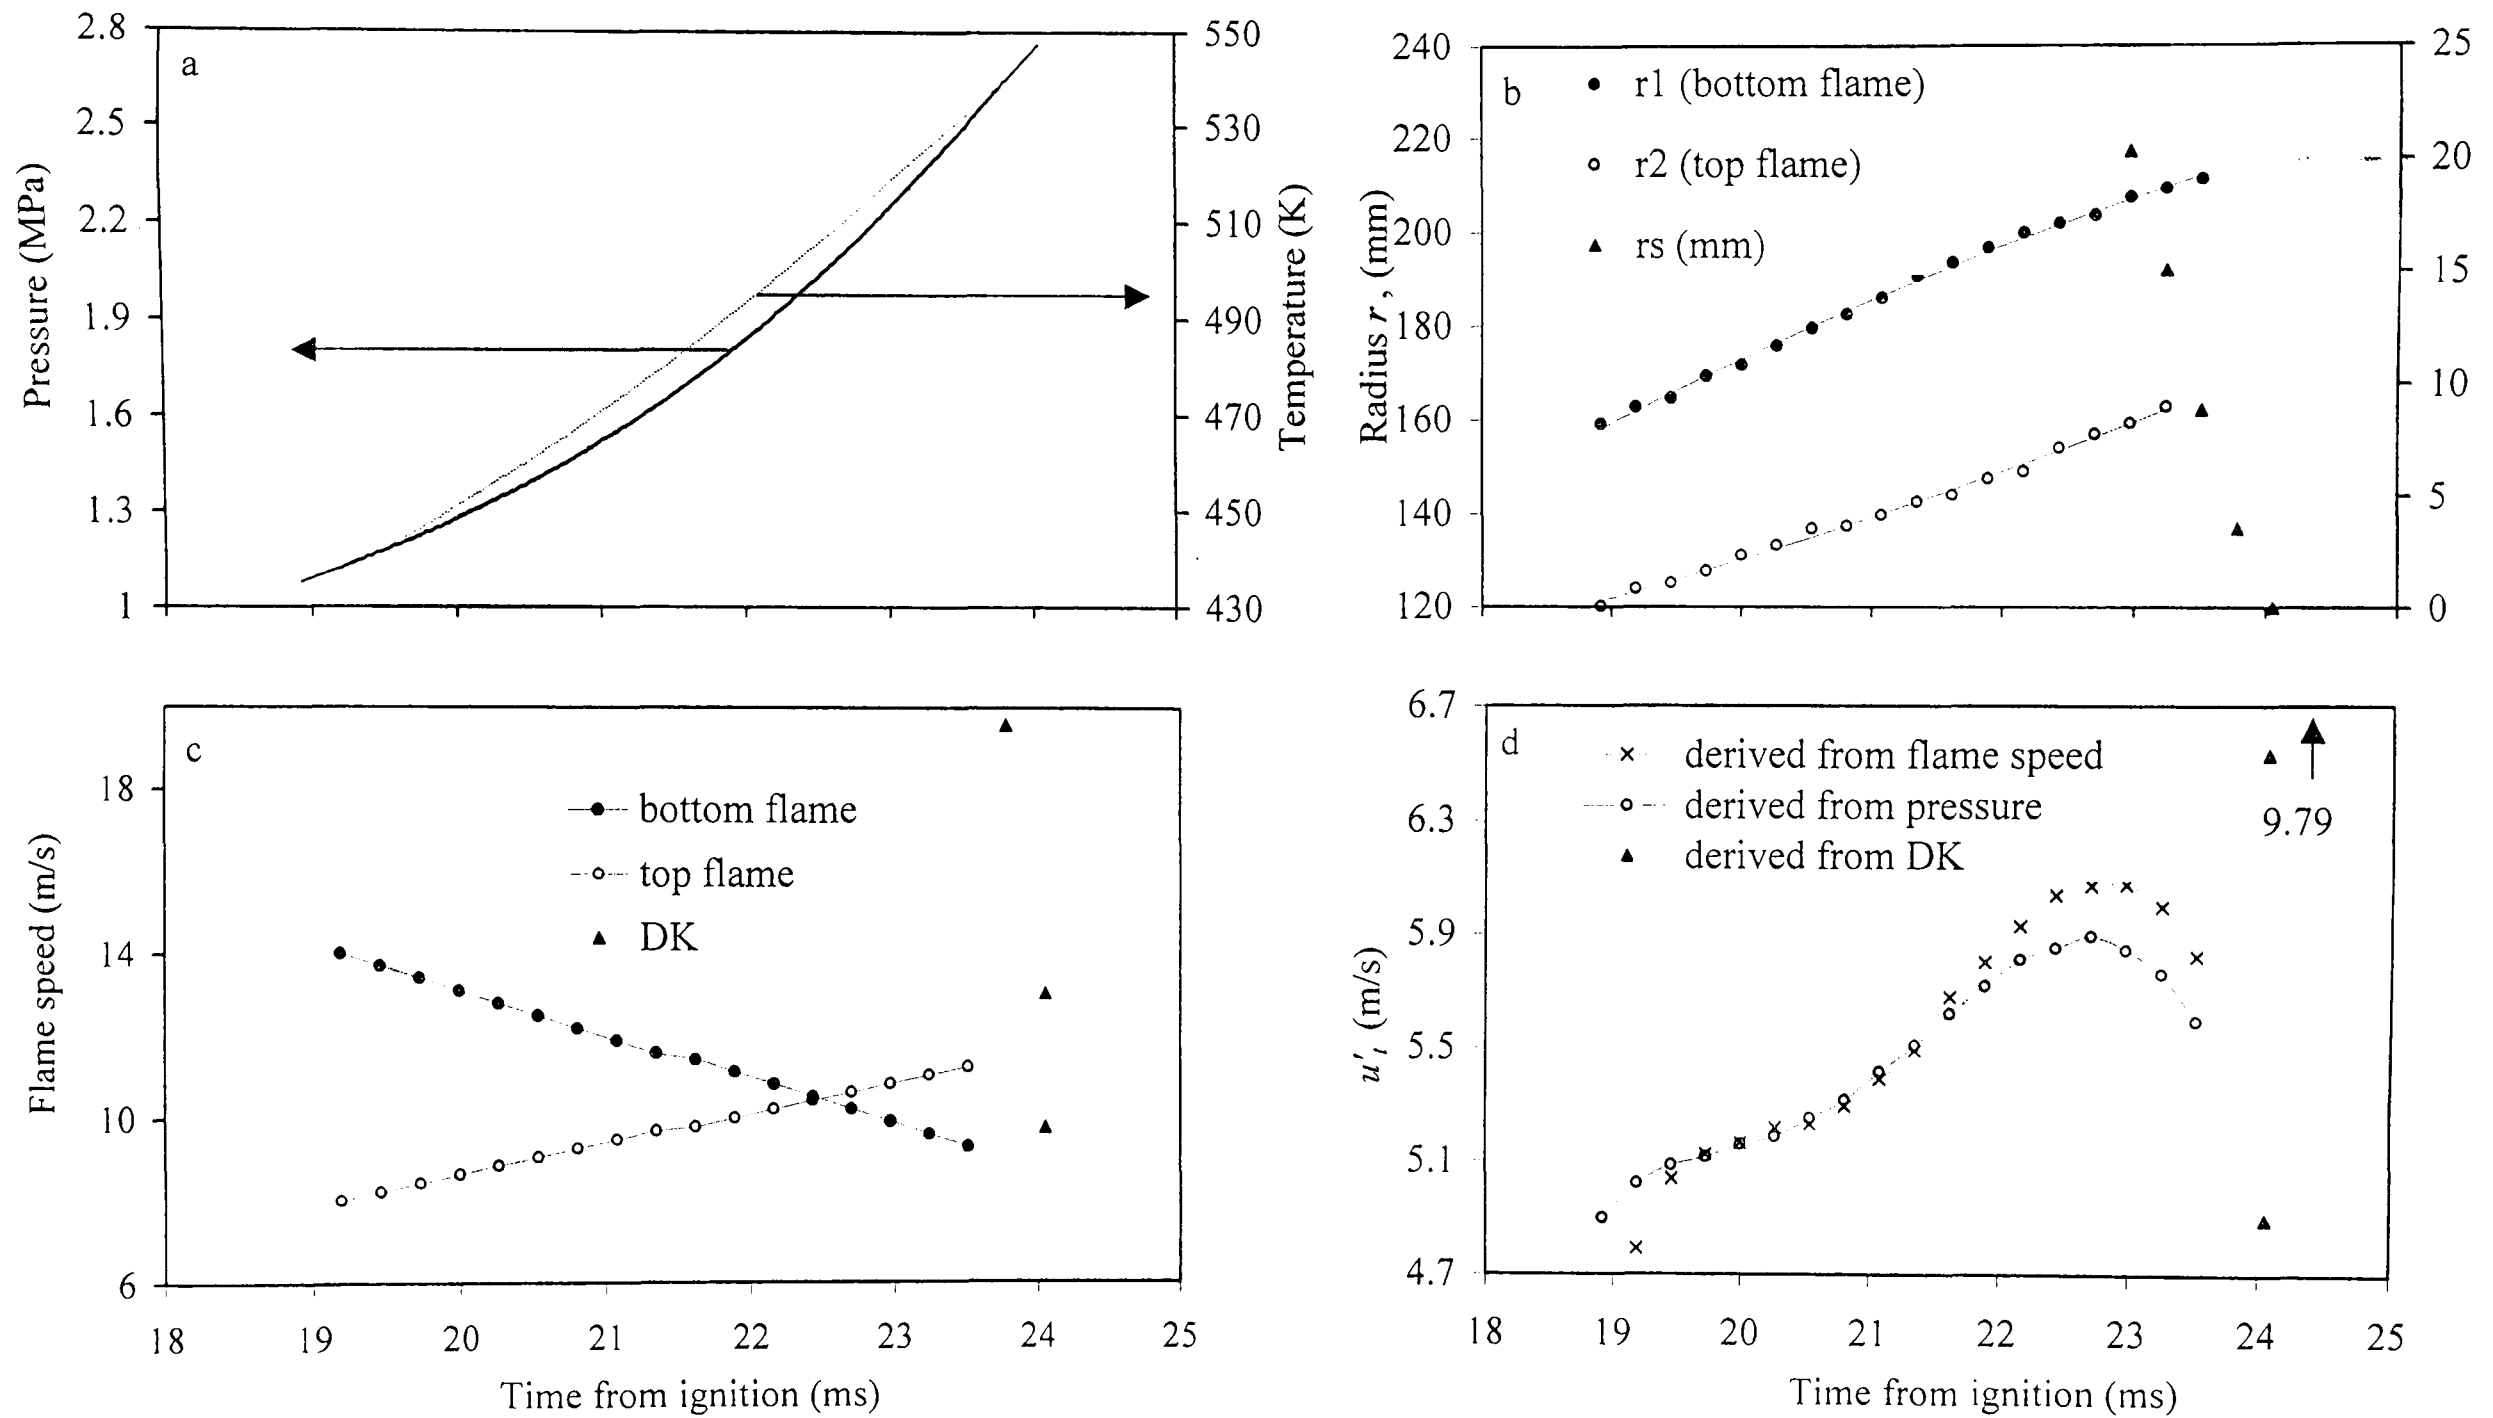 a
Pressure (MPa)
2.8
2.5
2.2
1.9
1.6
1.3
1
Temperature (K)
550
530
510
490
470
450
430
b
r1 (bottom flame)
r2 (top flame)
rs (mm)
Radius r, (mm)
240
220
200
180
160
140
120
25
20
15
10
5
0
c
bottom flame
top flame
DK
Flame speed (m/s)
18
14
10
6
18 19 20 21 22 23 24 25
Time from ignition (ms)
d
derived from flame speed
derived from pressure
derived from DK
9.79
u't (m/s)
6.7
6.3
5.9
5.5
5.1
4.7
18 19 20 21 22 23 24 25
Time from ignition (ms)